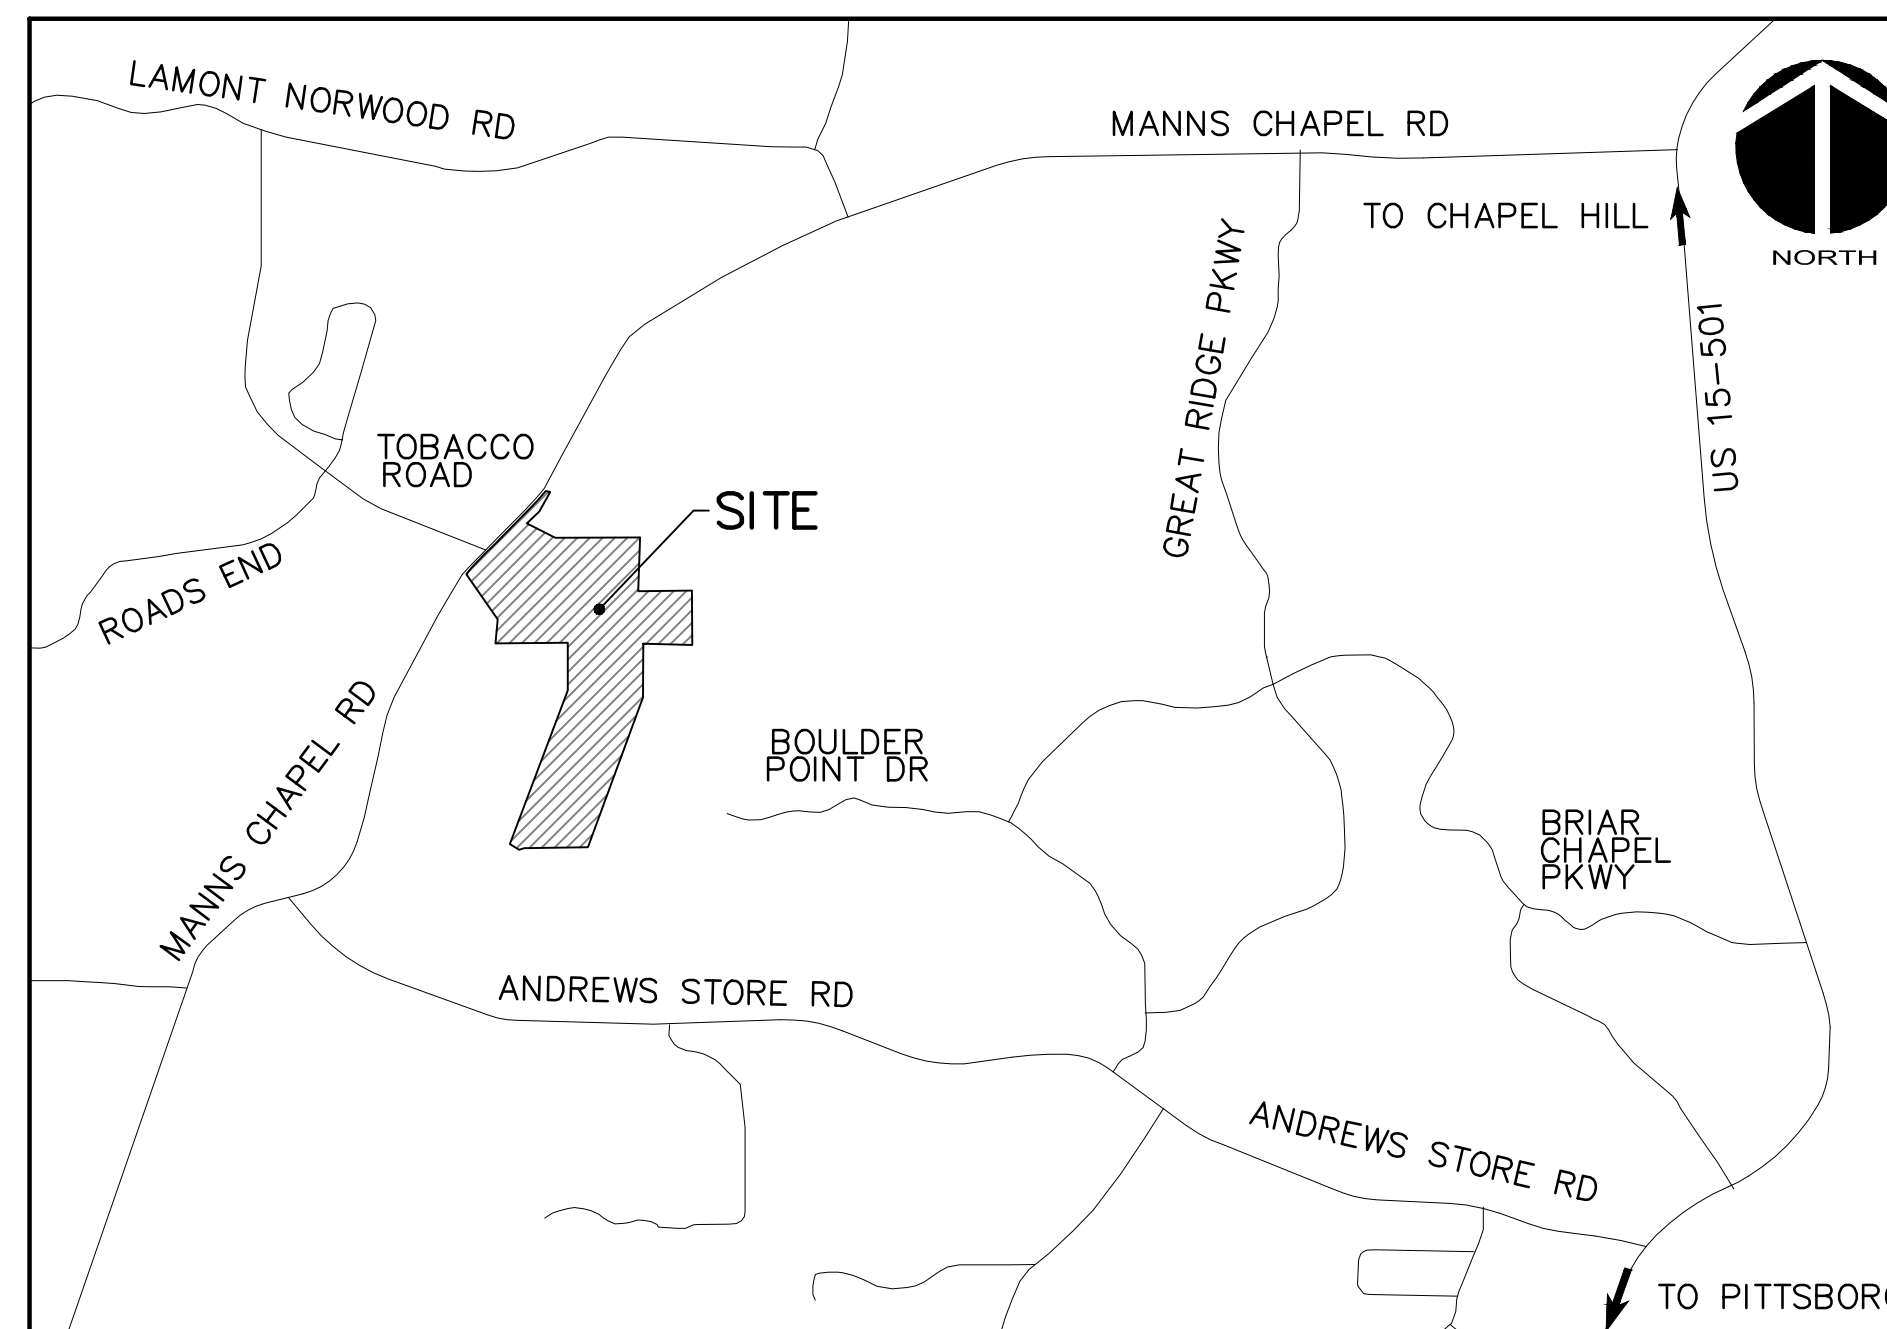 LAMONT NORWOOD RD
MANNS CHAPEL RD
TO CHAPEL HILL
NORTH
GREAT RIDGE PKWY
US 15-501
TOBACCO
ROAD
SITE
ROADS END
MANNS CHAPEL RD
BOULDER
POINT DR
BRIAR
CHAPEL
PKWY
ANDREWS STORE RD
ANDREWS STORE RD
TO PITTSBORO